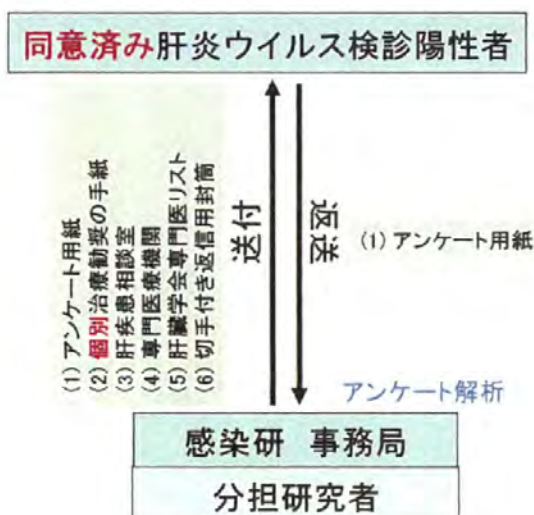 同意済み肝炎ウイルス検診陽性者
(1) アンケート用紙
(2) 個別治療勧奨の手紙
(3) 肝疾患相談室
(4) 専門医療機関
(5) 肝臓学会専門医リスト
(6) 切手付き返信用封筒
送付
返送
(1) アンケート用紙
アンケート解析
感染研 事務局
分担研究者